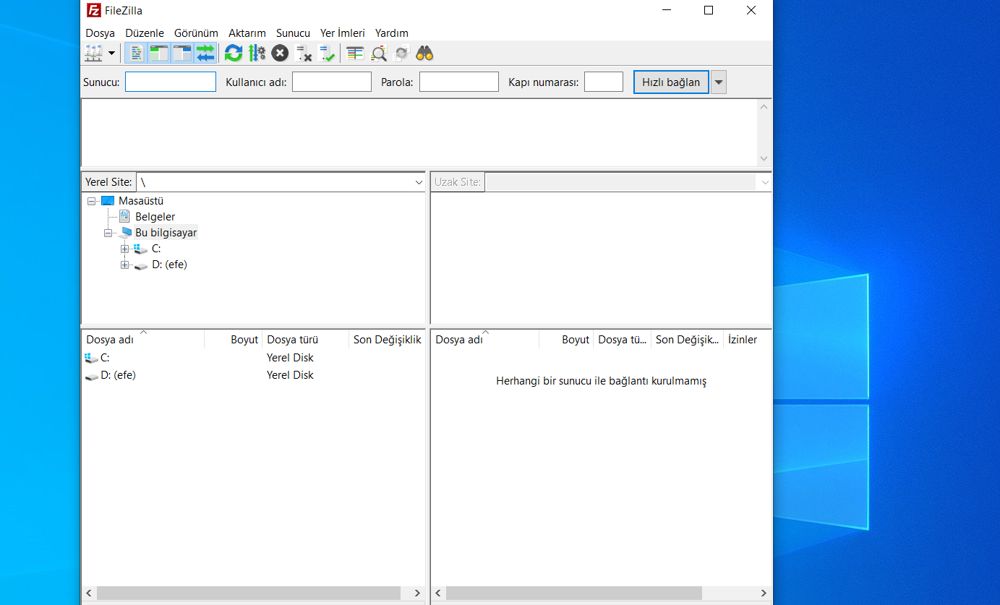 FileZilla
Dosya Düzenle Görünüm Aktarım Sunucu Yer İmleri Yardım
Sunucu: Kullanıcı adı: Parola: Kapı numarası: Hızlı bağlan
Yerel Site: \ Uzak Site:
Masaüstü
Belgeler
Bu bilgisayar
C:
D: (efe)
Dosya adı Boyut Dosya türü Son Değişiklik Dosya adı Boyut Dosya tü... Son Değişik... İzinler
C: Yerel Disk
D: (efe) Yerel Disk
Herhangi bir sunucu ile bağlantı kurulmamış